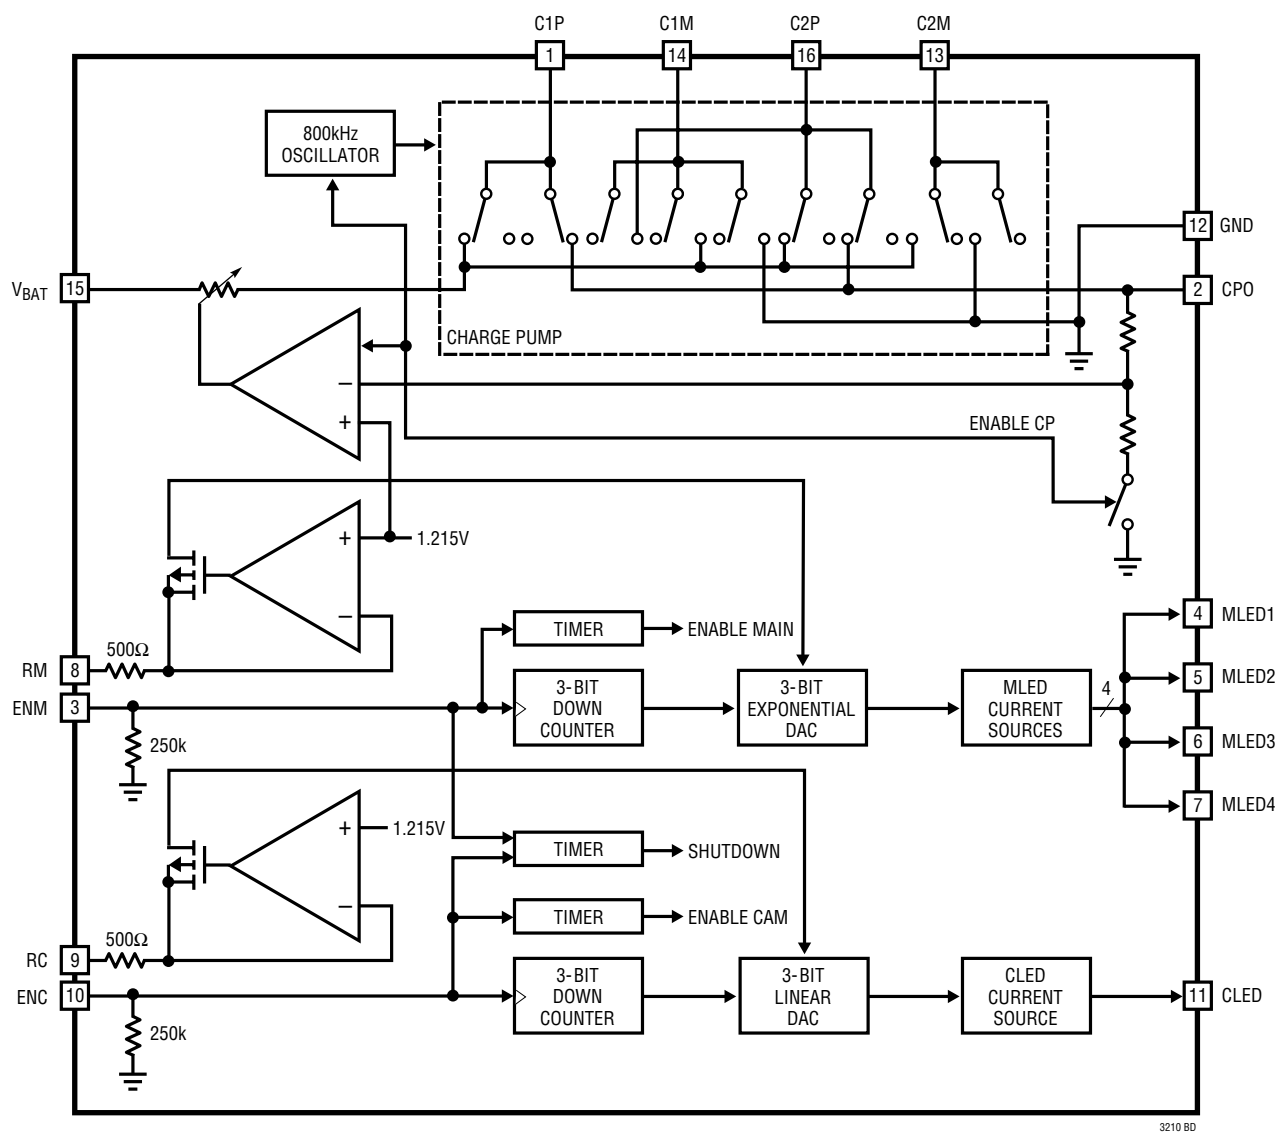 C1P C1M C2P C2M
1 14 16 13
800kHz
OSCILLATOR
12 GND
VBAT 15
2 CPO
CHARGE PUMP
−
+
ENABLE CP
+ 1.215V
−
4 MLED1
TIMER ENABLE MAIN
500Ω
RM 8
3-BIT
DOWN
COUNTER
3-BIT
EXPONENTIAL
DAC
MLED
CURRENT
SOURCES
4
5 MLED2
ENM 3
250k
6 MLED3
7 MLED4
+ 1.215V
−
TIMER SHUTDOWN
TIMER ENABLE CAM
500Ω
RC 9
ENC 10
3-BIT
DOWN
COUNTER
3-BIT
LINEAR
DAC
CLED
CURRENT
SOURCE
11 CLED
250k
3210 BD